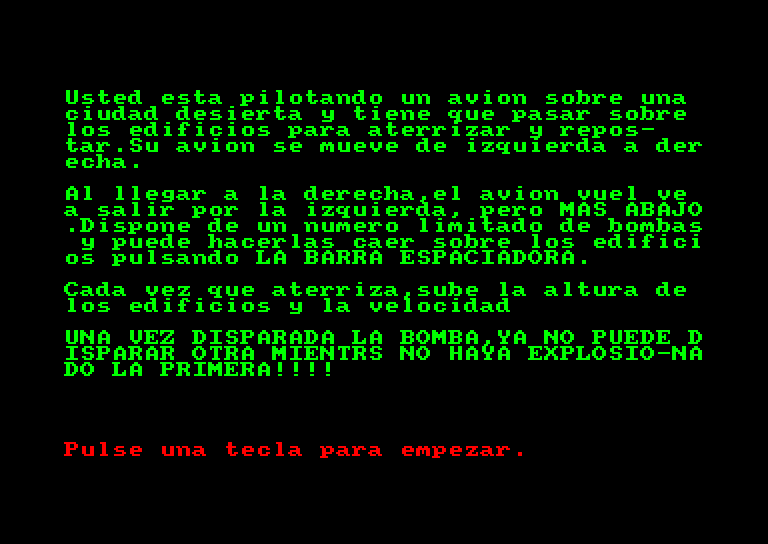 Usted esta pilotando un avion sobre una
ciudad desierta y tiene que pasar sobre
los edificios para aterrizar y repos-
tar.Su avion se mueve de izquierda a der
echa.
Al llegar a la derecha,el avion vuel ve
a salir por la izquierda, pero MAS ABAJO
.Dispone de un numero limitado de bombas
y puede hacerlas caer sobre los edifici
os pulsando LA BARRA ESPACIADORA.
Cada vez que aterriza,sube la altura de
los edificios y la velocidad
UNA VEZ DISPARADA LA BOMBA,YA NO PUEDE D
ISPARAR OTRA MIENTRS NO HAYA EXPLOSIO-NA
DO LA PRIMERA!!!!
Pulse una tecla para empezar.